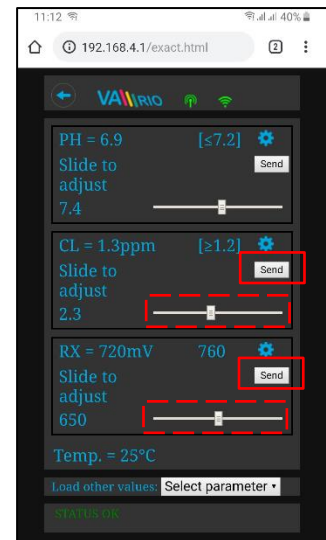 11:12
40%
192.168.4.1/exact.html
2
VARIO
PH = 6.9 [≤7.2]
Slide to adjust
Send
7.4
CL = 1.3ppm [≥1.2]
Slide to adjust
Send
2.3
RX = 720mV 760
Slide to adjust
Send
650
Temp. = 25°C
Load other values: Select parameter
STATUS OK